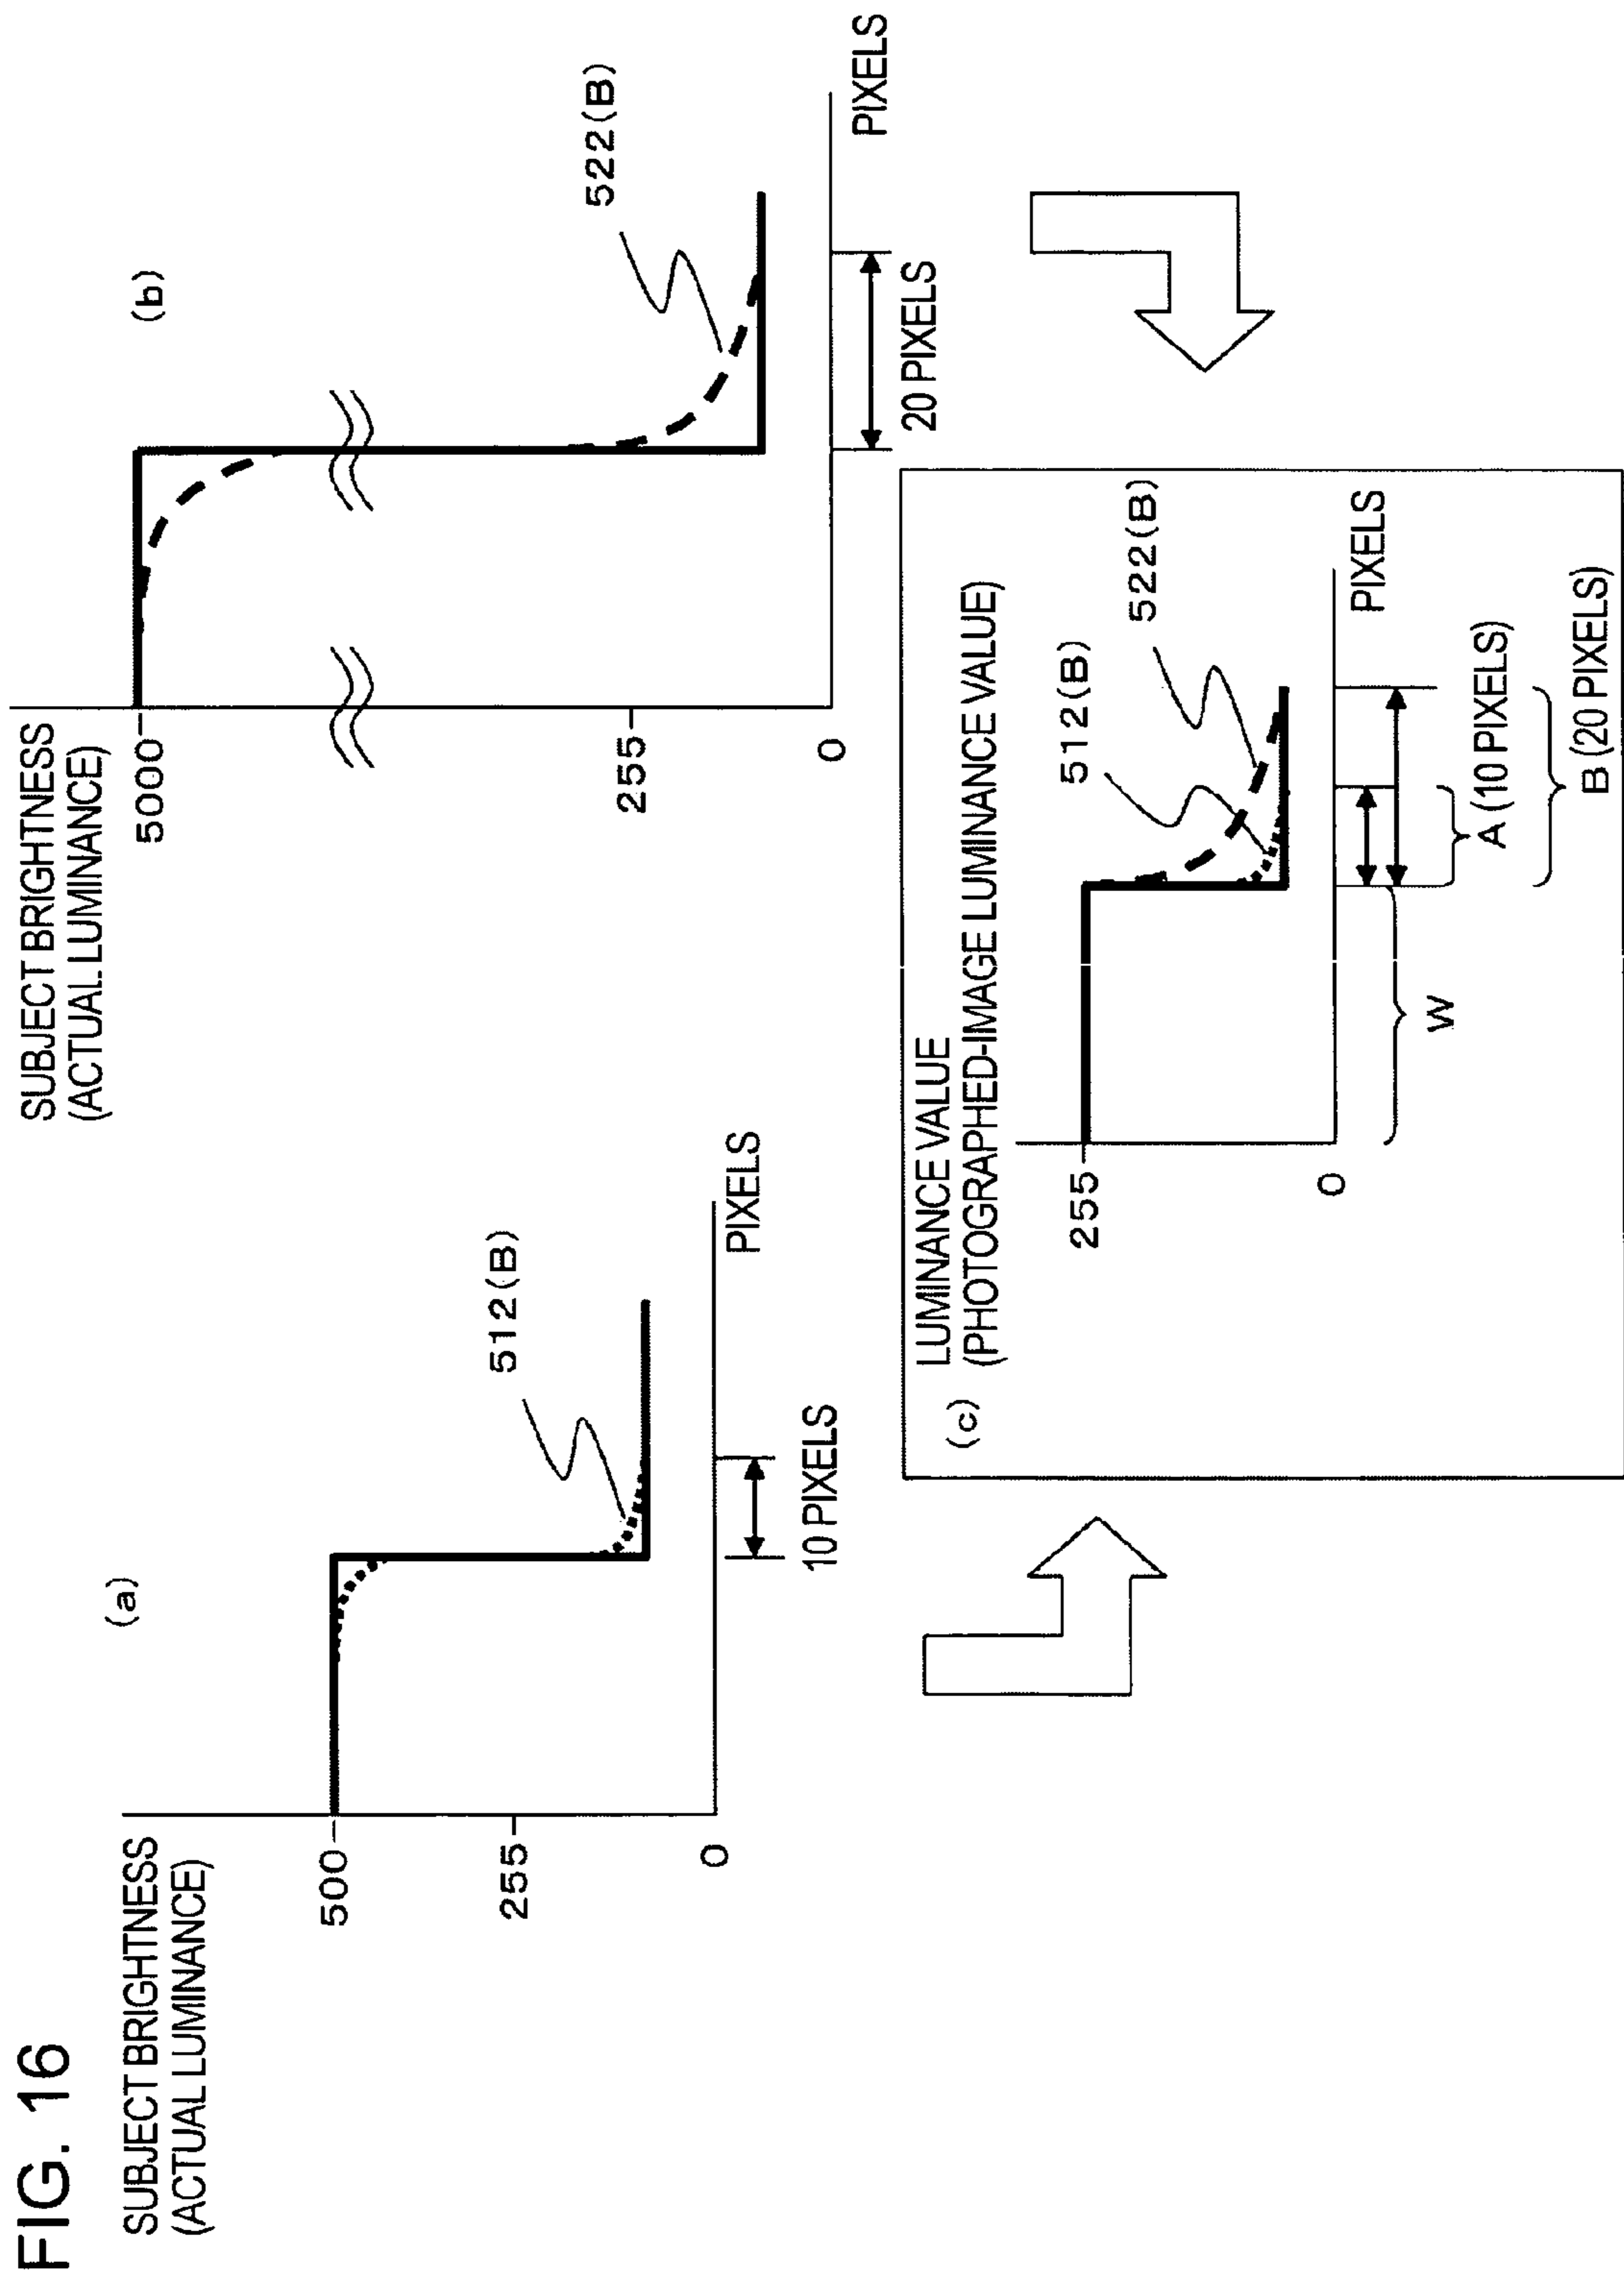 FIG. 16
SUBJECT BRIGHTNESS
(ACTUAL LUMINANCE)
(a)
500
255
0
512(B)
PIXELS
10 PIXELS
SUBJECT BRIGHTNESS
(ACTUAL LUMINANCE)
(b)
5000
255
0
522(B)
PIXELS
20 PIXELS
(c)
LUMINANCE VALUE
(PHOTOGRAPHED-IMAGE LUMINANCE VALUE)
255
0
512(B)
522(B)
PIXELS
W
A (10 PIXELS)
B (20 PIXELS)